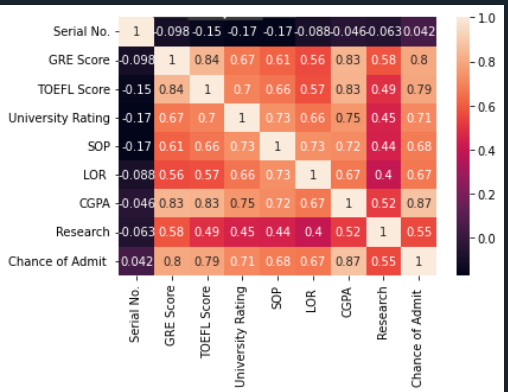 Serial No. 1 -0.098 -0.15 -0.17 -0.17 -0.088 -0.046 -0.063 0.042
GRE Score -0.098 1 0.84 0.67 0.61 0.56 0.83 0.58 0.8
TOEFL Score -0.15 0.84 1 0.7 0.66 0.57 0.83 0.49 0.79
University Rating -0.17 0.67 0.7 1 0.73 0.66 0.75 0.45 0.71
SOP -0.17 0.61 0.66 0.73 1 0.73 0.72 0.44 0.68
LOR -0.088 0.56 0.57 0.66 0.73 1 0.67 0.4 0.67
CGPA -0.046 0.83 0.83 0.75 0.72 0.67 1 0.52 0.87
Research -0.063 0.58 0.49 0.45 0.44 0.4 0.52 1 0.55
Chance of Admit 0.042 0.8 0.79 0.71 0.68 0.67 0.87 0.55 1
Serial No.
GRE Score
TOEFL Score
University Rating
SOP
LOR
CGPA
Research
Chance of Admit
1.0
0.8
0.6
0.4
0.2
0.0